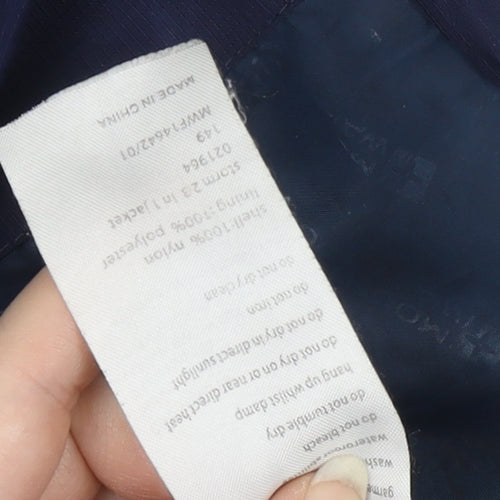 wash
do not bleach
do not tumble dry
hang up whilst damp
do not dry on or near direct heat
do not dry in direct sunlight
do not iron
do not dry clean
shell:100% nylon
lining:100% polyester
storm 2 3 in 1 jacket
021964
149
MWF14642/01
MADE IN CHINA